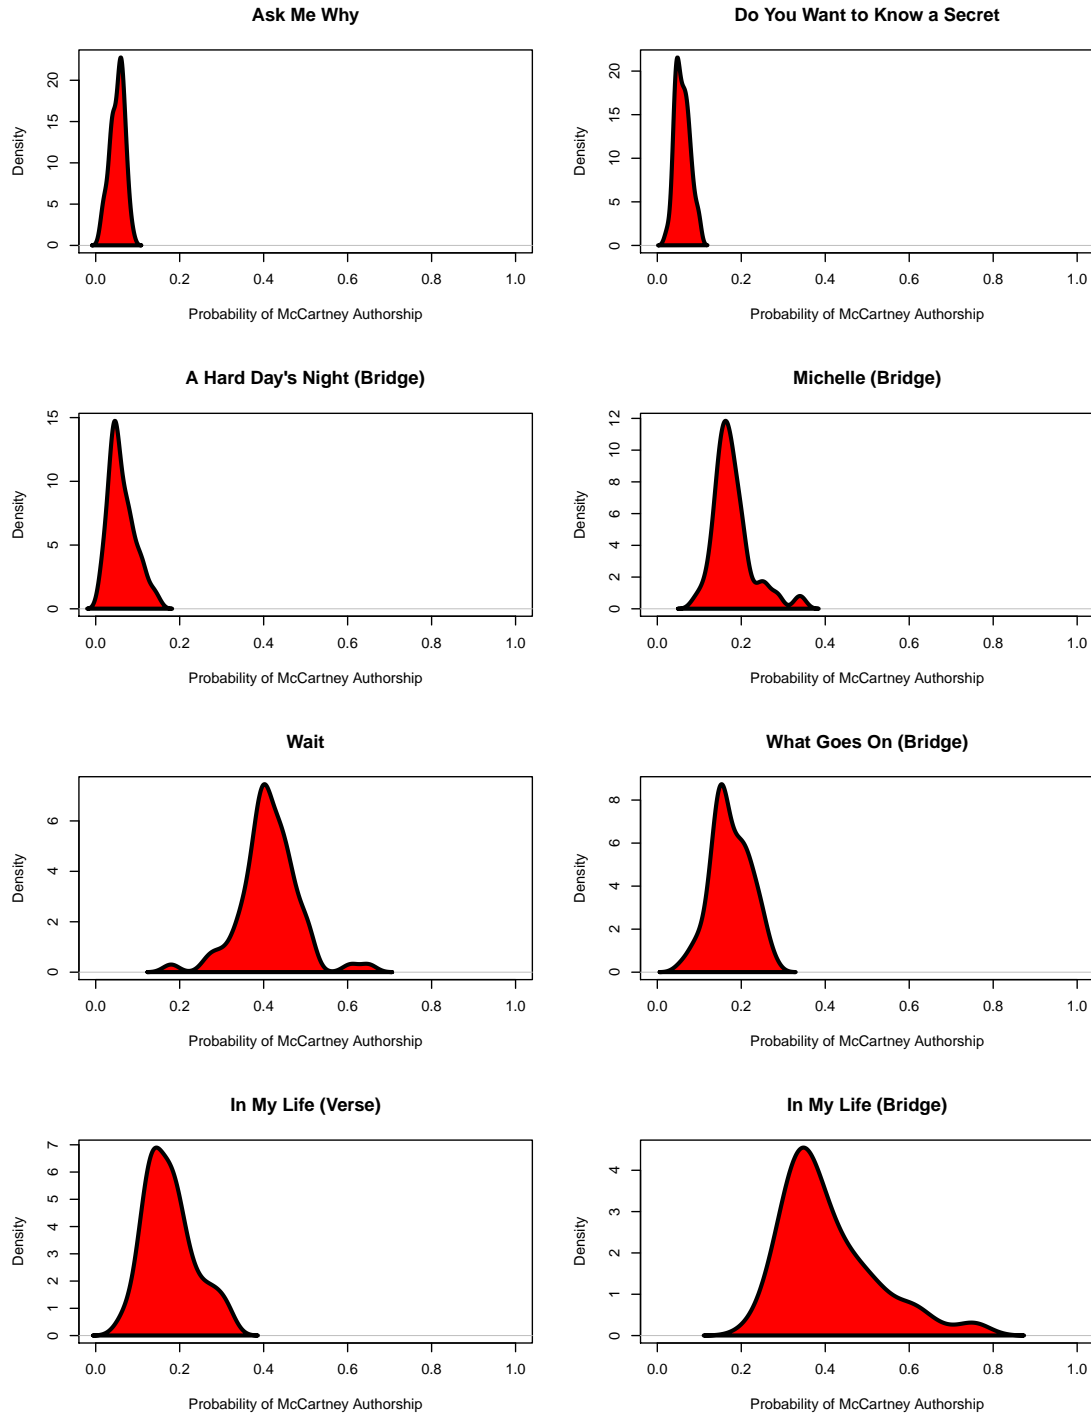 Ask Me Why
Density
0 5 10 15 20
0.0 0.2 0.4 0.6 0.8 1.0
Probability of McCartney Authorship
Do You Want to Know a Secret
Density
0 5 10 15 20
0.0 0.2 0.4 0.6 0.8 1.0
Probability of McCartney Authorship
A Hard Day's Night (Bridge)
Density
0 5 10 15
0.0 0.2 0.4 0.6 0.8 1.0
Probability of McCartney Authorship
Michelle (Bridge)
Density
0 2 4 6 8 10 12
0.0 0.2 0.4 0.6 0.8 1.0
Probability of McCartney Authorship
Wait
Density
0 2 4 6
0.0 0.2 0.4 0.6 0.8 1.0
Probability of McCartney Authorship
What Goes On (Bridge)
Density
0 2 4 6 8
0.0 0.2 0.4 0.6 0.8 1.0
Probability of McCartney Authorship
In My Life (Verse)
Density
0 1 2 3 4 5 6 7
0.0 0.2 0.4 0.6 0.8 1.0
Probability of McCartney Authorship
In My Life (Bridge)
Density
0 1 2 3 4
0.0 0.2 0.4 0.6 0.8 1.0
Probability of McCartney Authorship